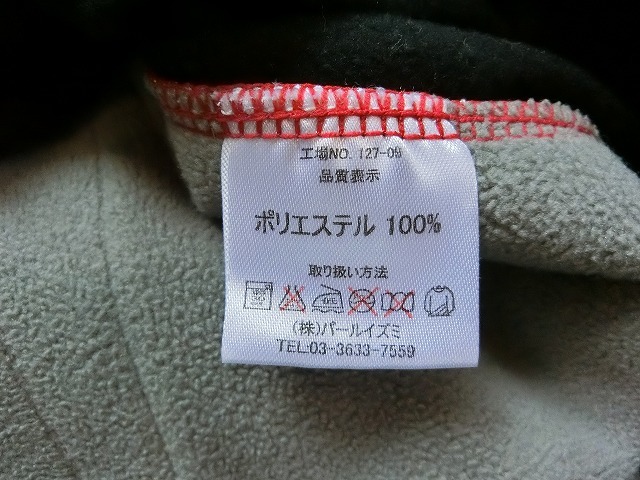 工場NO. 127-09
品質表示
ポリエステル 100%
取り扱い方法
(株)パールイズミ
TEL:03-3633-7559